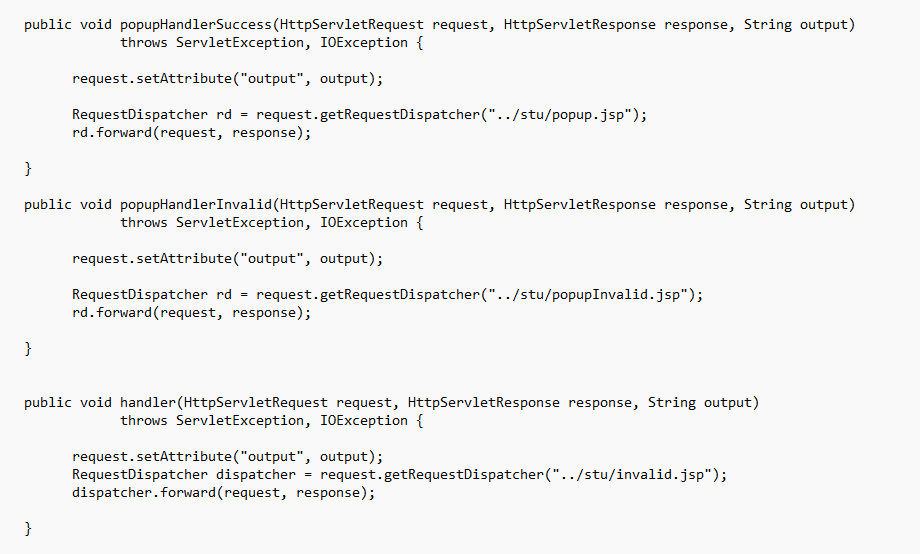 public void popupHandlerSuccess(HttpServletRequest request, HttpServletResponse response, String output)
throws ServletException, IOException {
request.setAttribute("output", output);
RequestDispatcher rd = request.getRequestDispatcher("../stu/popup.jsp");
rd.forward(request, response);
}
public void popupHandlerInvalid(HttpServletRequest request, HttpServletResponse response, String output)
throws ServletException, IOException {
request.setAttribute("output", output);
RequestDispatcher rd = request.getRequestDispatcher("../stu/popupInvalid.jsp");
rd.forward(request, response);
}
public void handler(HttpServletRequest request, HttpServletResponse response, String output)
throws ServletException, IOException {
request.setAttribute("output", output);
RequestDispatcher dispatcher = request.getRequestDispatcher("../stu/invalid.jsp");
dispatcher.forward(request, response);
}